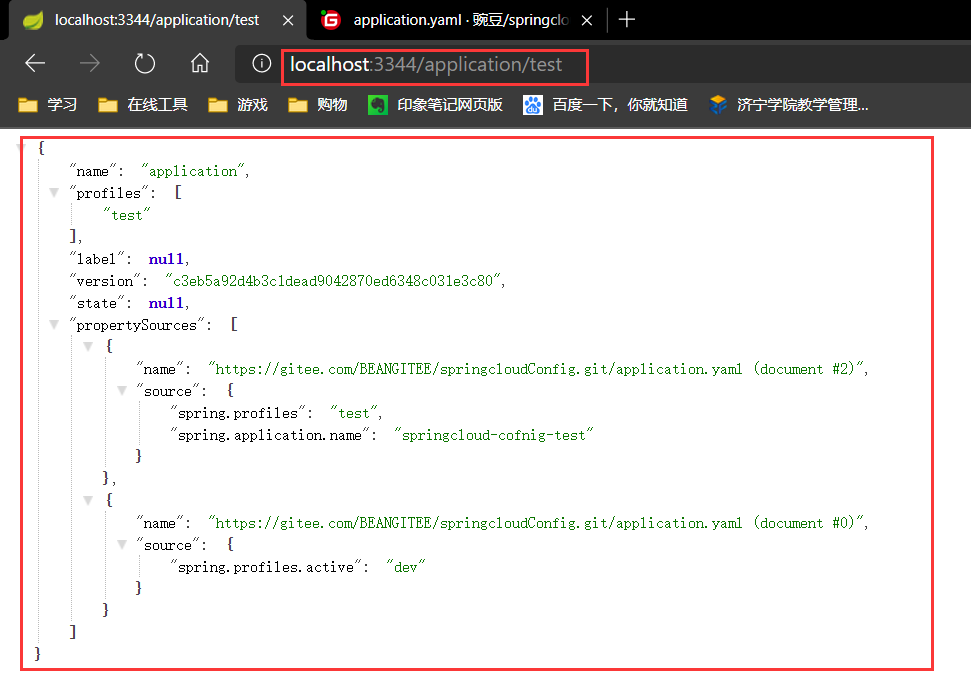 localhost:3344/application/test
application.yaml · 豌豆/springclo
localhost:3344/application/test
学习 在线工具 游戏 购物 印象笔记网页版 百度一下，你就知道 济宁学院教学管理...
{
"name": "application",
"profiles": [
"test"
],
"label": null,
"version": "c3eb5a92d4b3c1dead9042870ed6348c031e3c80",
"state": null,
"propertySources": [
{
"name": "https://gitee.com/BEANGITEE/springcloudConfig.git/application.yaml (document #2)",
"source": {
"spring.profiles": "test",
"spring.application.name": "springcloud-cofnig-test"
}
},
{
"name": "https://gitee.com/BEANGITEE/springcloudConfig.git/application.yaml (document #0)",
"source": {
"spring.profiles.active": "dev"
}
}
]
}